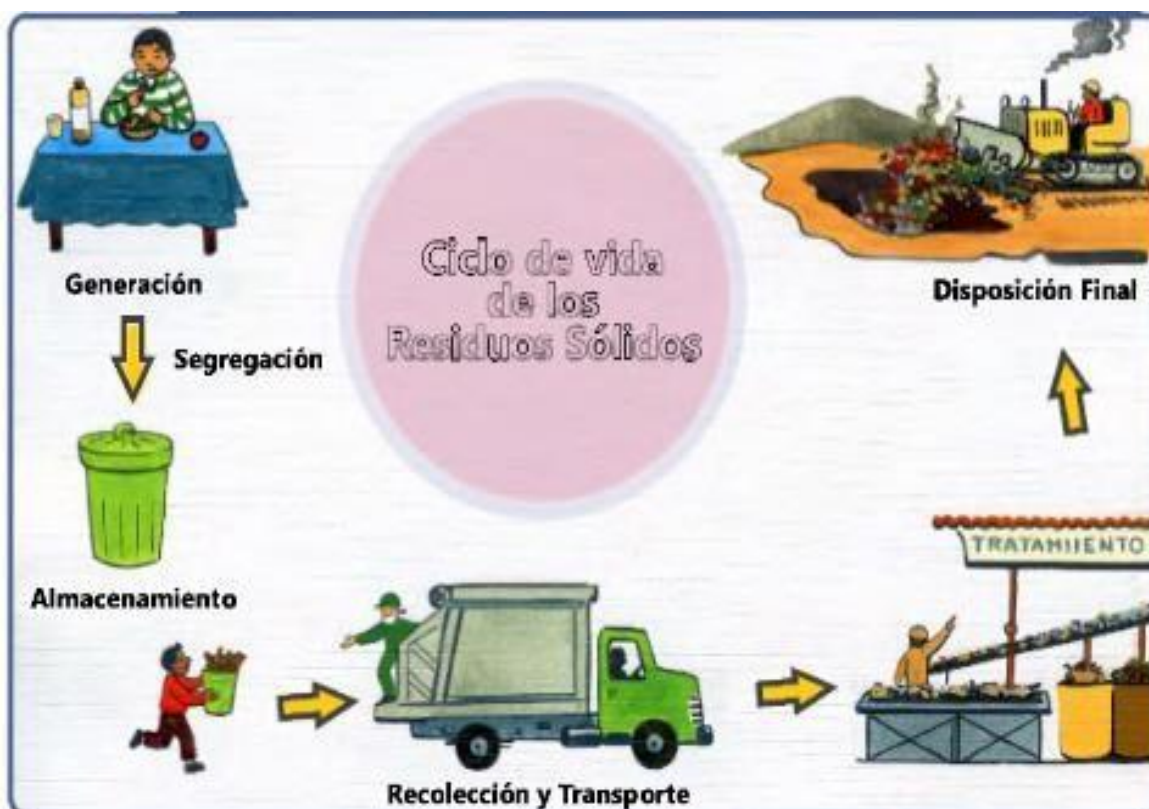 Ciclo de vida
de los
Residuos Sólidos
Generación
Segregación
Almacenamiento
Recolección y Transporte
TRATAMIENTO
Disposición Final